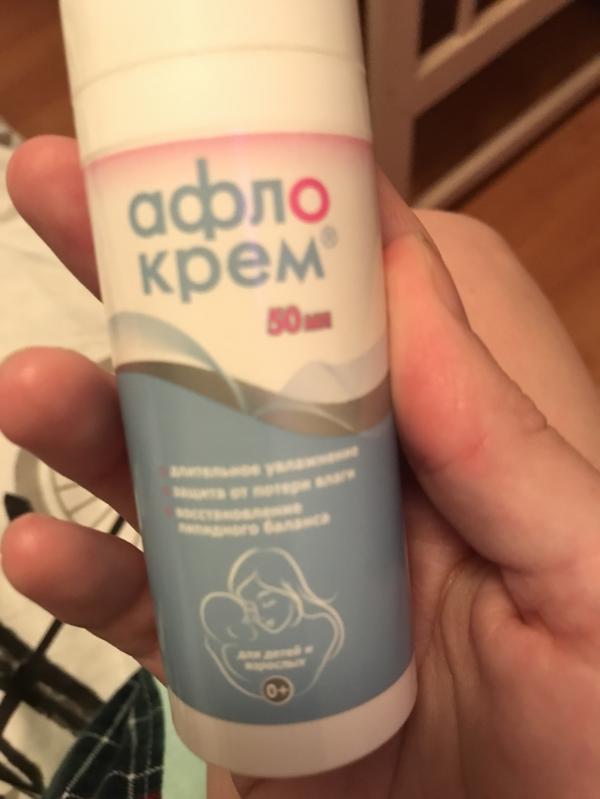 афло
крем®
50 мл
длительное увлажнение
защита от потери влаги
восстановление
липидного баланса
для детей и
взрослых
0+